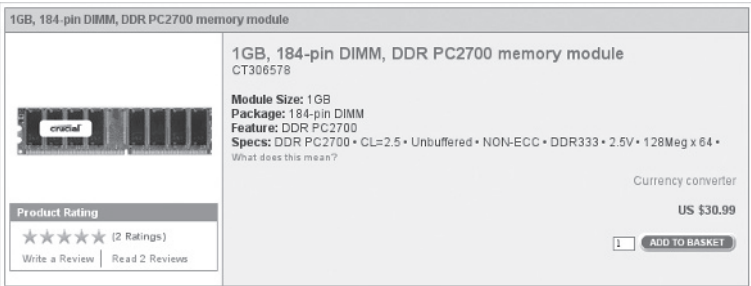 1GB, 184-pin DIMM, DDR PC2700 memory module
1GB, 184-pin DIMM, DDR PC2700 memory module
CT306578
Module Size: 1GB
Package: 184-pin DIMM
Feature: DDR PC2700
Specs: DDR PC2700 • CL=2.5 • Unbuffered • NON-ECC • DDR333 • 2.5V • 128Meg x 64 •
What does this mean?
crucial
Currency converter
US $30.99
Product Rating
(2 Ratings)
Write a Review | Read 2 Reviews
1 ADD TO BASKET